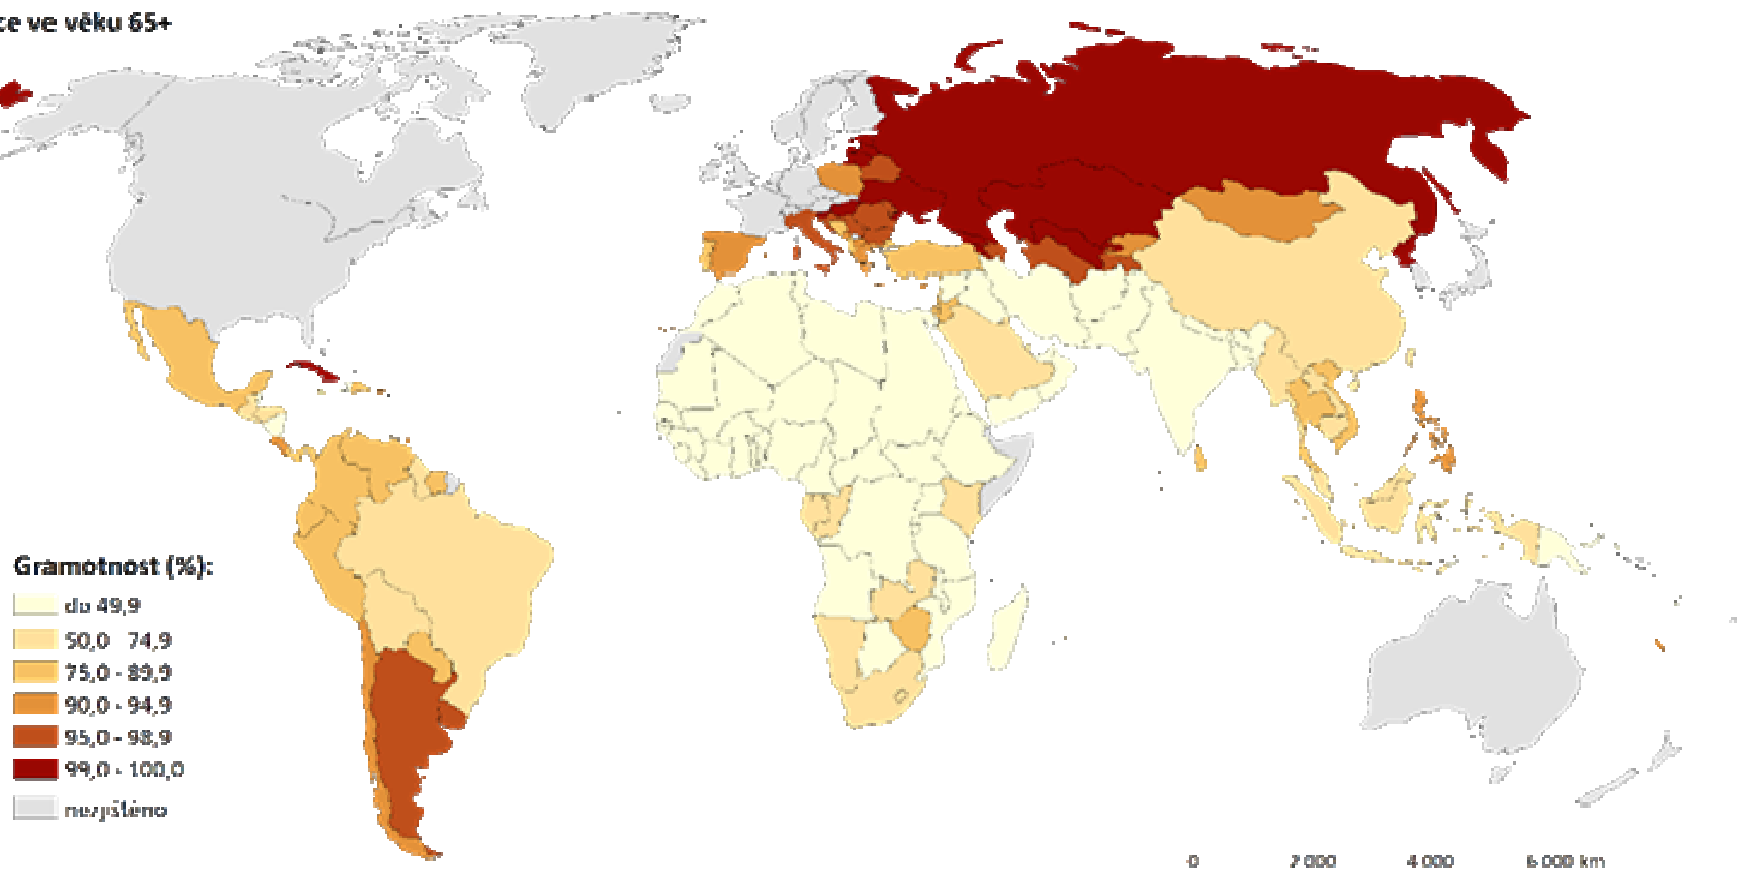 ce ve věku 65+
Gramotnost (%):
do 49,9
50,0 74,9
75,0 - 89,9
90,0 - 94,9
95,0 - 98,9
99,0 - 100,0
nezjištěno
0 2 000 4 000 6 000 km